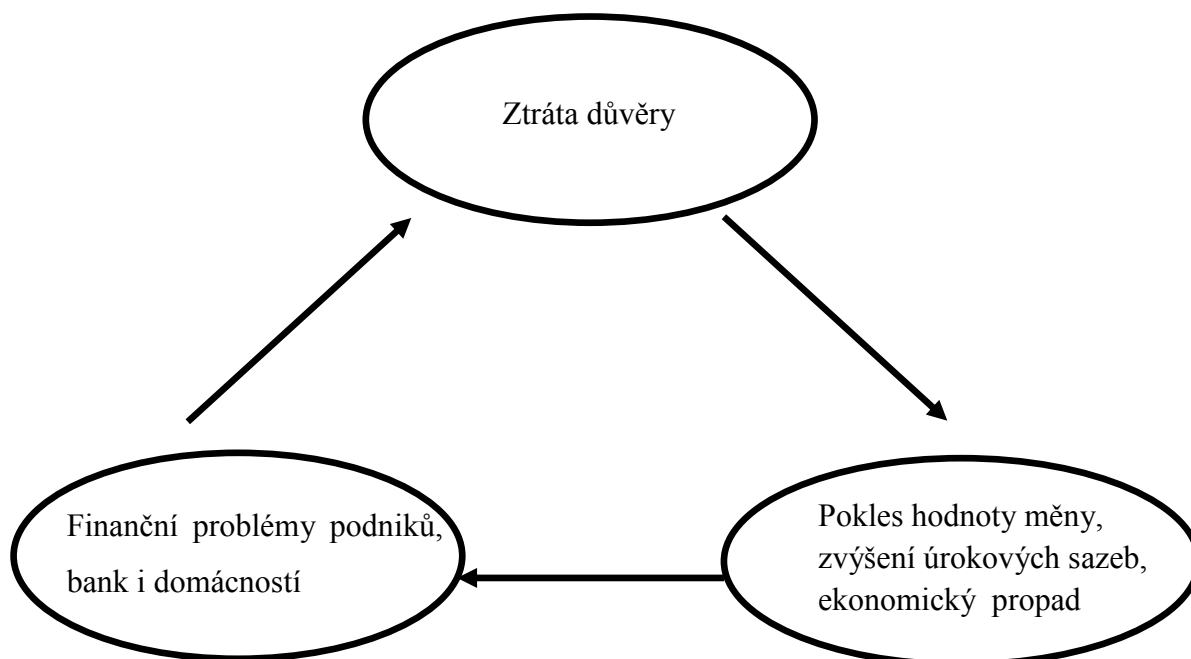 Ztráta důvěry
Finanční problémy podniků,
bank i domácností
Pokles hodnoty měny,
zvýšení úrokových sazeb,
ekonomický propad